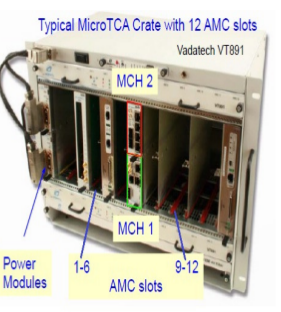 Typical MicroTCA Crate with 12 AMC slots
Vadatech VT891
MCH 2
MCH 1
Power
Modules
1-6
9-12
AMC slots